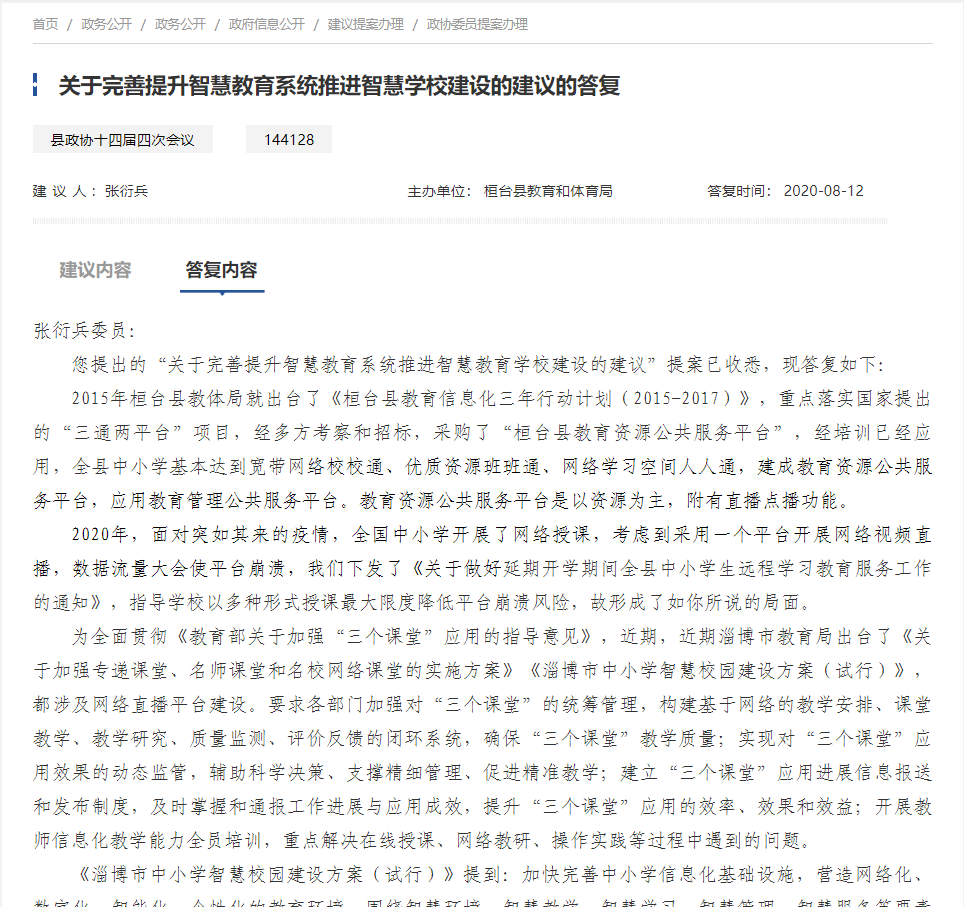 首页 / 政务公开 / 政务公开 / 政府信息公开 / 建议提案办理 / 政协委员提案办理
关于完善提升智慧教育系统推进智慧学校建设的建议的答复
县政协十四届四次会议 144128
建 议 人： 张衍兵 主办单位： 桓台县教育和体育局 答复时间： 2020-08-12
建议内容 答复内容
张衍兵委员：
您提出的“关于完善提升智慧教育系统推进智慧教育学校建设的建议”提案已收悉，现答复如下：
2015年桓台县教体局就出台了《桓台县教育信息化三年行动计划（2015-2017）》，重点落实国家提出
的“三通两平台”项目，经多方考察和招标，采购了“桓台县教育资源公共服务平台”，经培训已经应
用，全县中小学基本达到宽带网络校校通、优质资源班班通、网络学习空间人人通，建成教育资源公共服
务平台，应用教育管理公共服务平台。教育资源公共服务平台是以资源为主，附有直播点播功能。
2020年，面对突如其来的疫情，全国中小学开展了网络授课，考虑到采用一个平台开展网络视频直
播，数据流量大会使平台崩溃，我们下发了《关于做好延期开学期间全县中小学生远程学习教育服务工作
的通知》，指导学校以多种形式授课最大限度降低平台崩溃风险，故形成了如你所说的局面。
为全面贯彻《教育部关于加强“三个课堂”应用的指导意见》，近期，近期淄博市教育局出台了《关
于加强专递课堂、名师课堂和名校网络课堂的实施方案》《淄博市中小学智慧校园建设方案（试行）》，
都涉及网络直播平台建设。要求各部门加强对“三个课堂”的统筹管理，构建基于网络的教学安排、课堂
教学、教学研究、质量监测、评价反馈的闭环系统，确保“三个课堂”教学质量；实现对“三个课堂”应
用效果的动态监管，辅助科学决策、支撑精细管理、促进精准教学；建立“三个课堂”应用进展信息报送
和发布制度，及时掌握和通报工作进展与应用成效，提升“三个课堂”应用的效率、效果和效益；开展教
师信息化教学能力全员培训，重点解决在线授课、网络教研、操作实践等过程中遇到的问题。
《淄博市中小学智慧校园建设方案（试行）》提到：加快完善中小学信息化基础设施，营造网络化、
数字化、智能化、个性化的教育环境，围绕智慧环境、智慧教学、智慧学习、智慧管理、智慧服务等要素